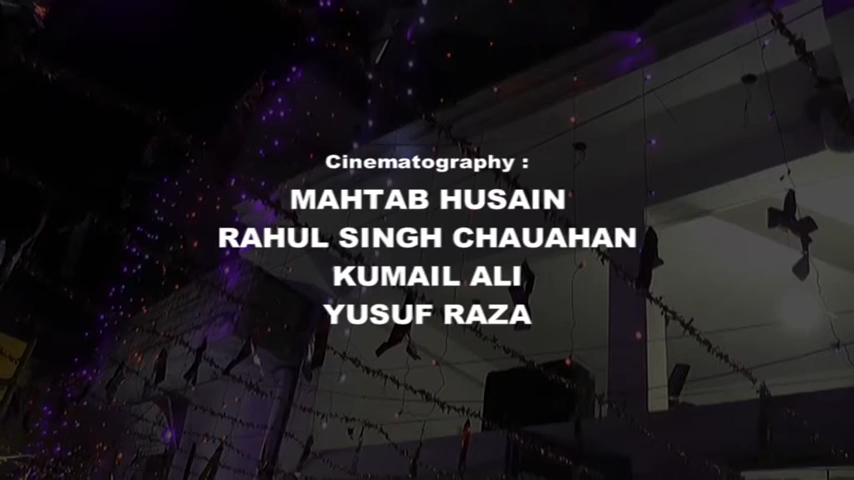 Cinematography :
MAHTAB HUSAIN
RAHUL SINGH CHAUAHAN
KUMAIL ALI
YUSUF RAZA